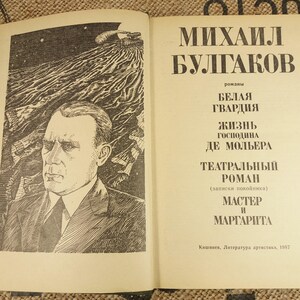 МИХАИЛ
БУЛГАКОВ
романы
БЕЛАЯ
ГВАРДИЯ
ЖИЗНЬ
ГОСПОДИНА
ДЕ МОЛЬЕРА
ТЕАТРАЛЬНЫЙ
РОМАН
(записки покойника)
МАСТЕР
И
МАРГАРИТА
Кишинев, Литература артистикэ, 1987